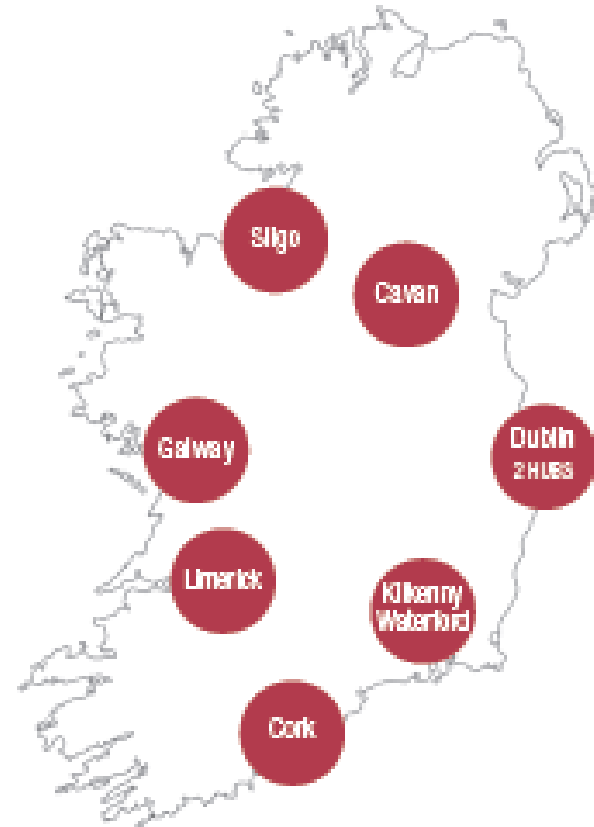 Sligo
Cavan
Galway
Dublin
2 HUBS
Limerick
Kilkenny
Waterford
Cork